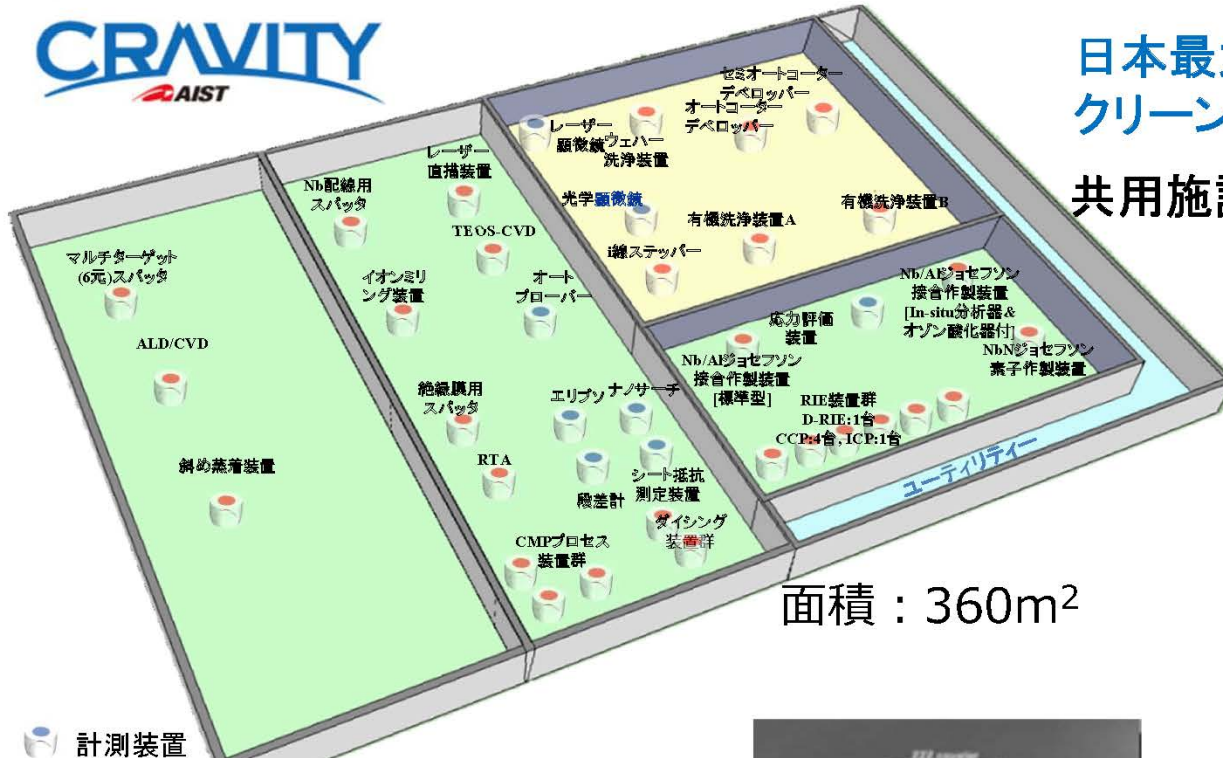 CRAVITY
AIST
日本最
クリーン
共用施
セミオートコーター
デベロッパー
オートコーター
デベロッパー
レーザー
顕微鏡
ウェハー
洗浄装置
光学顕微鏡
有機洗浄装置A
有機洗浄装置B
i線ステッパー
レーザー
直描装置
Nb配線用
スパッタ
TEOS-CVD
マルチターゲット
(6元)スパッタ
イオンミリ
ング装置
オート
プローバー
ALD/CVD
応力評価
装置
Nb/Alジョセフソン
接合作製装置
[In-situ分析器&
オゾン酸化器付]
Nb/Alジョセフソン
接合作製装置
[標準型]
NbNジョセフソン
素子作製装置
RIE装置群
D-RIE:1台
CCP:4台, ICP:1台
絶縁膜用
スパッタ
エリプソ
ナノサーチ
斜め蒸着装置
RTA
段差計
シート抵抗
測定装置
ダイシング
装置群
CMPプロセス
装置群
ユーティリティー
面積：360m²
計測装置